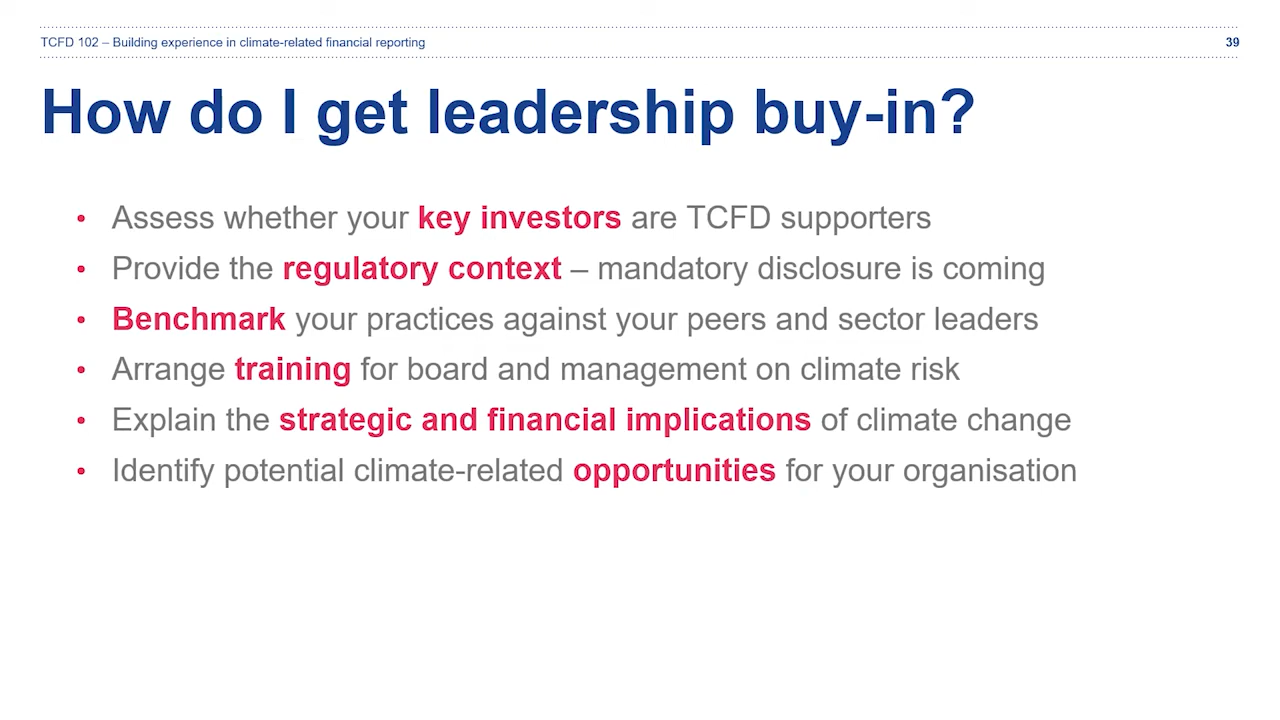 TCFD 102 – Building experience in climate-related financial reporting
39
How do I get leadership buy-in?
• Assess whether your key investors are TCFD supporters
• Provide the regulatory context – mandatory disclosure is coming
• Benchmark your practices against your peers and sector leaders
• Arrange training for board and management on climate risk
• Explain the strategic and financial implications of climate change
• Identify potential climate-related opportunities for your organisation